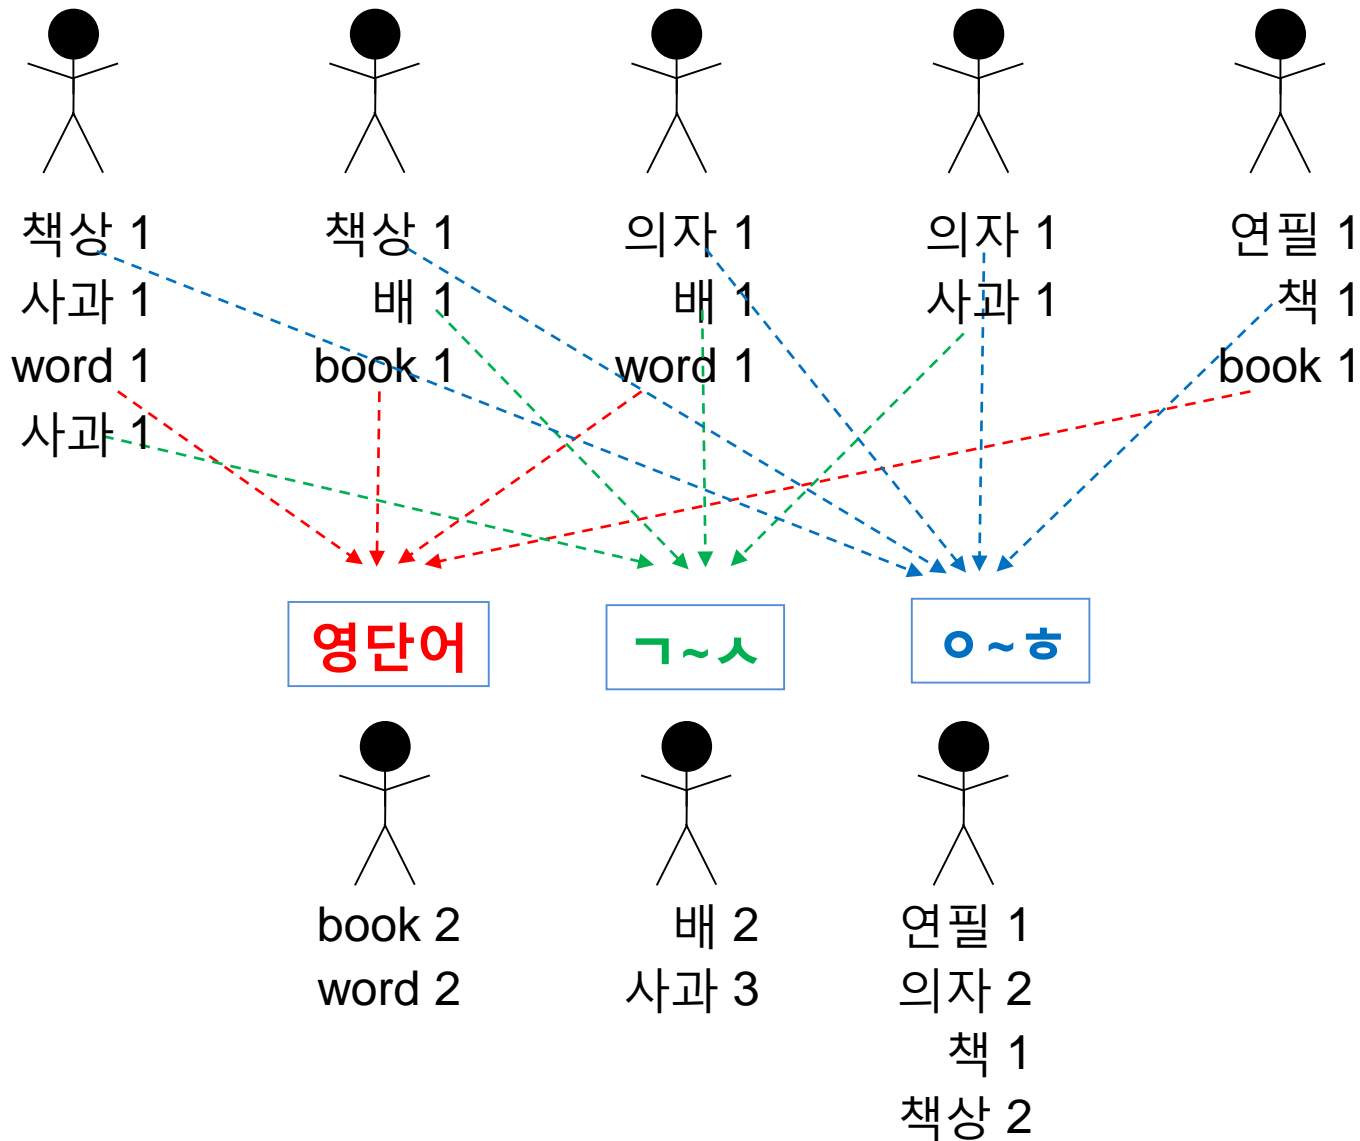 책상 1
사과 1
word 1
사과 1
책상 1
배 1
book 1
의자 1
배 1
word 1
의자 1
사과 1
연필 1
책 1
book 1
영단어
ㄱ~ㅅ
ㅇ~ㅎ
book 2
word 2
배 2
사과 3
연필 1
의자 2
책 1
책상 2